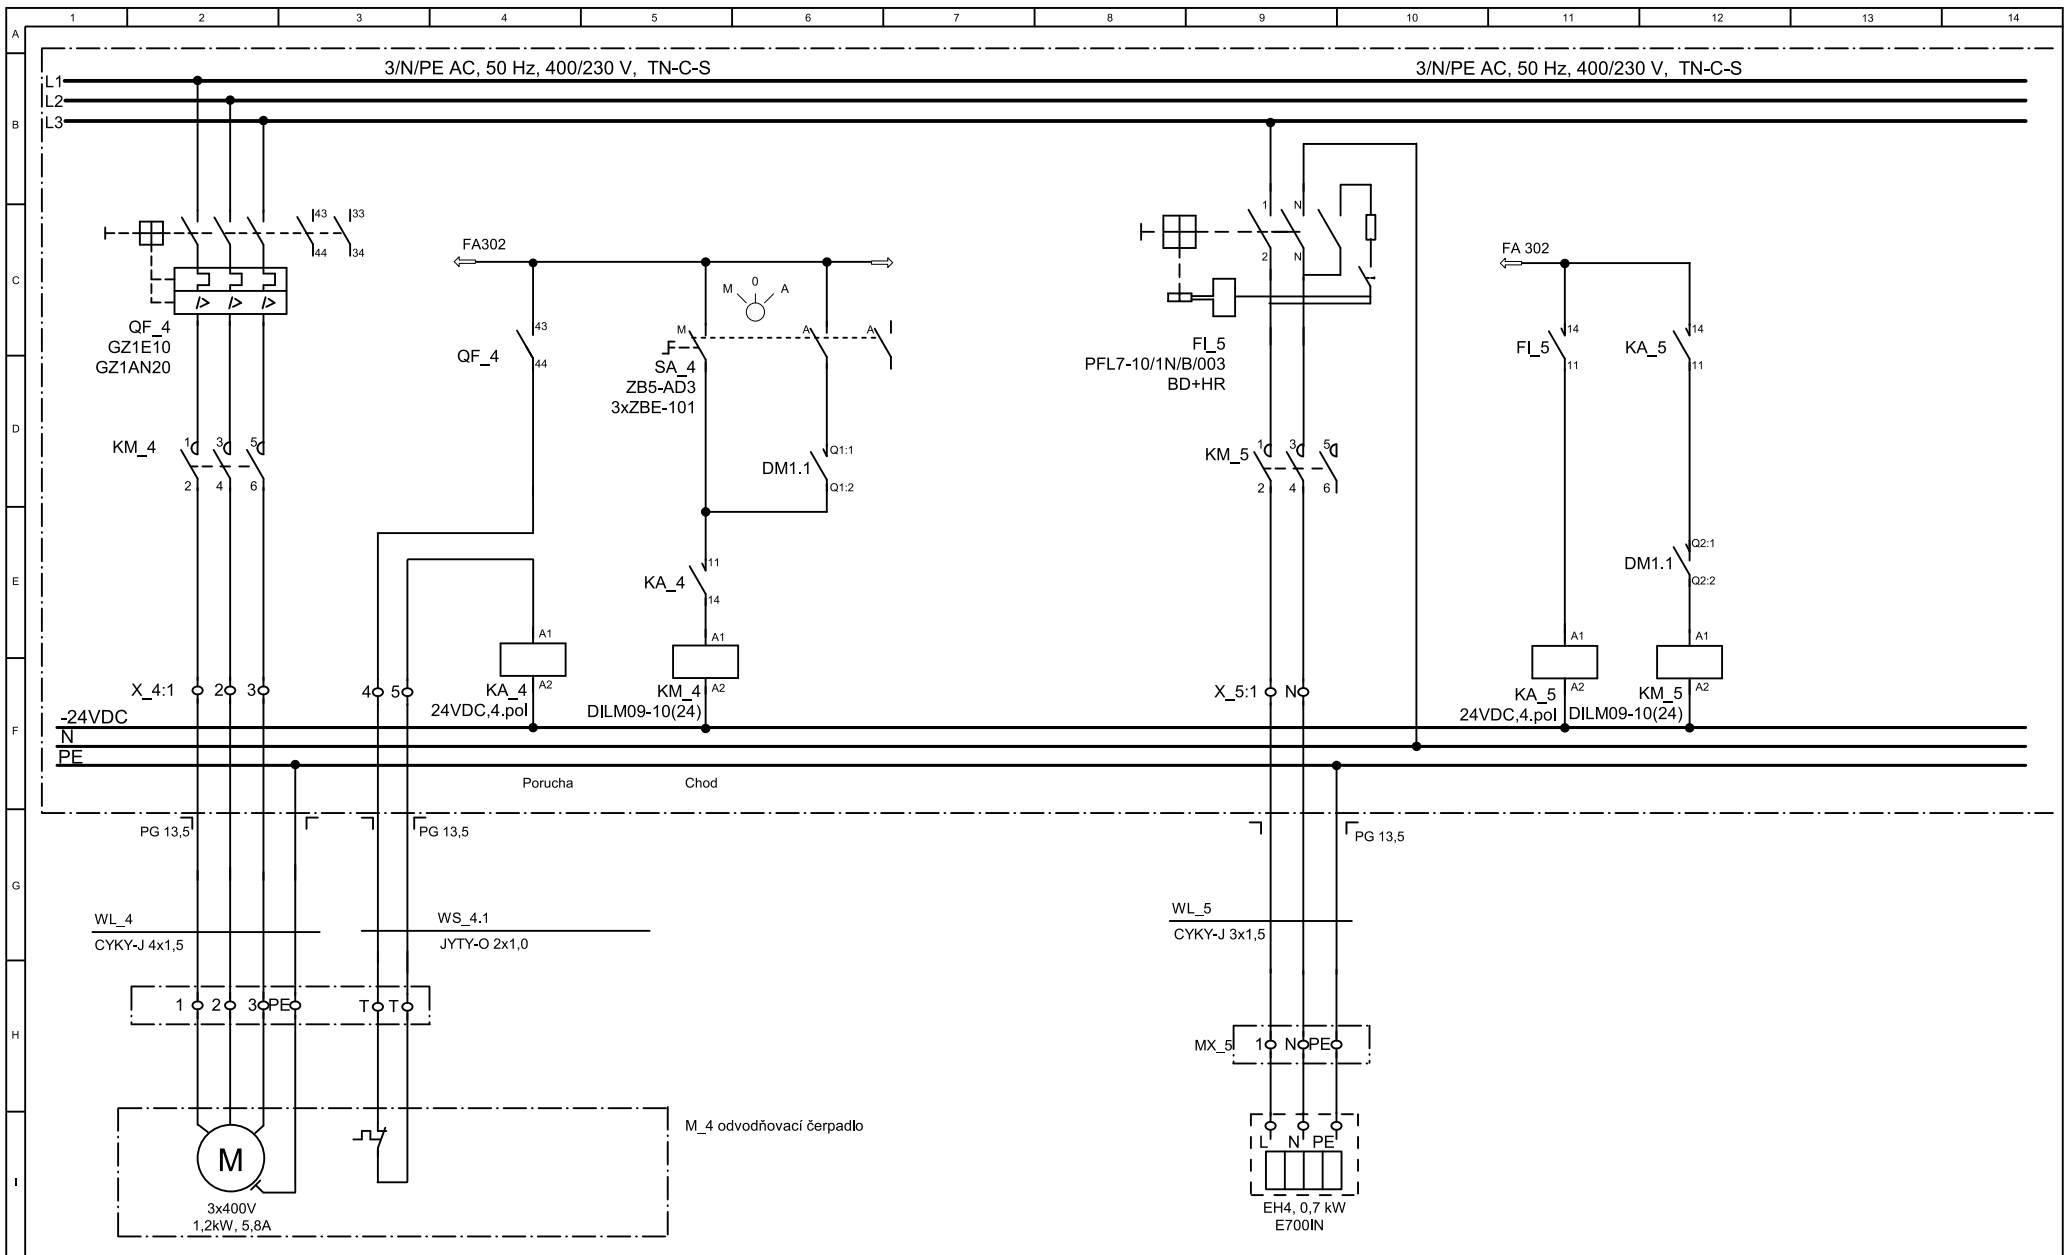 1 2 3 4 5 6 7 8 9 10 11 12 13 14
A
B
C
D
E
F
G
H
I
3/N/PE AC, 50 Hz, 400/230 V, TN-C-S
3/N/PE AC, 50 Hz, 400/230 V, TN-C-S
L1
L2
L3
43 33
44 34
I> I> I>
QF_4
GZ1E10
GZ1AN20
KM_4
1 3 5
2 4 6
FA302
QF_4
43
44
M 0 A
M A A
SA_4
ZB5-AD3
3xZBE-101
DM1.1
Q1:1
Q1:2
KA_4
11
14
A1
A2
KA_4
24VDC,4.pol
A1
A2
KM_4
DILM09-10(24)
1 N
2 N
FI_5
PFL7-10/1N/B/003
BD+HR
KM_5
1 3 5
2 4 6
FA 302
FI_5
14
11
KA_5
14
11
DM1.1
Q2:1
Q2:2
A1
A2
KA_5
24VDC,4.pol
A1
A2
KM_5
DILM09-10(24)
X_4:1 2 3 4 5
X_5:1 N
-24VDC
N
PE
Porucha
Chod
PG 13,5
PG 13,5
PG 13,5
WL_4
CYKY-J 4x1,5
WS_4.1
JYTY-O 2x1,0
WL_5
CYKY-J 3x1,5
1 2 3 PE T T
MX_5 1 N PE
M_4 odvodňovací čerpadlo
M
3x400V
1,2kW, 5,8A
L N PE
EH4, 0,7 kW
E700IN